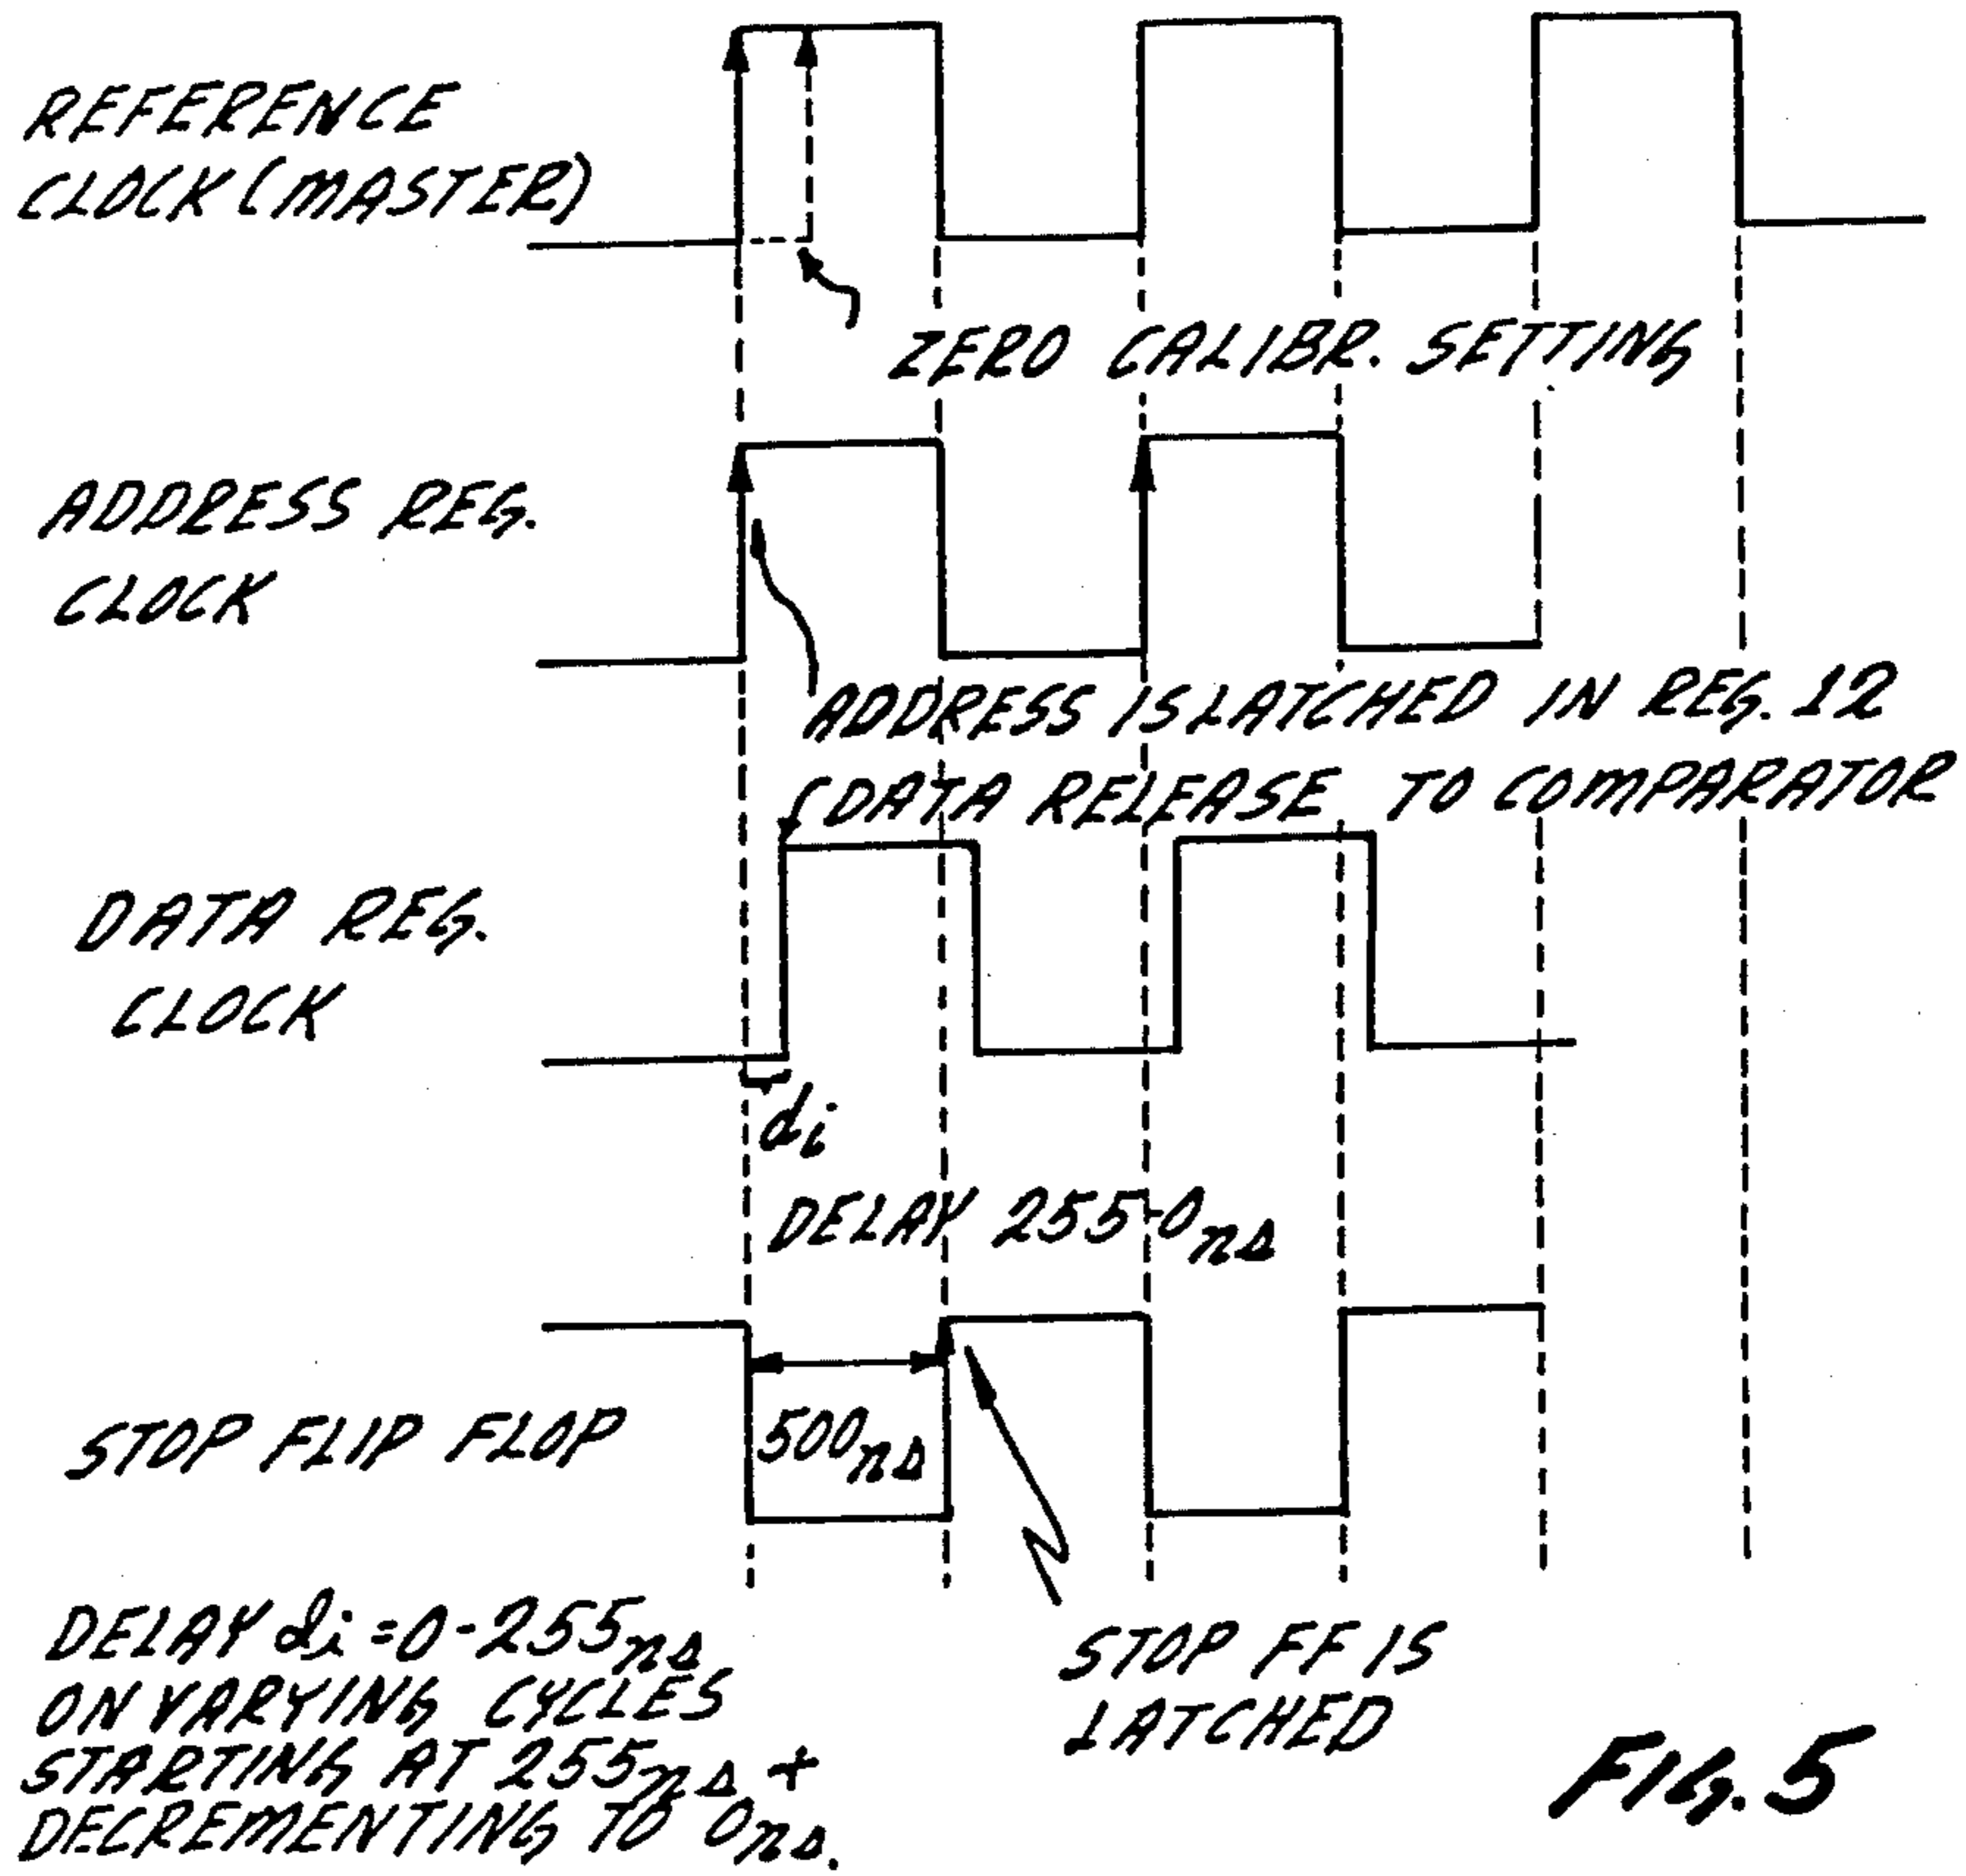 REFERENCE
CLOCK (MASTER)
ZERO CALIBR. SETTING
ADDRESS REG.
CLOCK
ADDRESS IS LATCHED IN REG. 12
DATA RELEASE TO COMPARATOR
DATA REG.
CLOCK
di
DELAY 255-0ns
STOP FLIP FLOP
500ns
STOP FF IS
LATCHED
DELAY di = 0-255ns
ON VARYING CYCLES
STARTING AT 255ns +
DECREMENTING TO 0ns.
FIG. 5